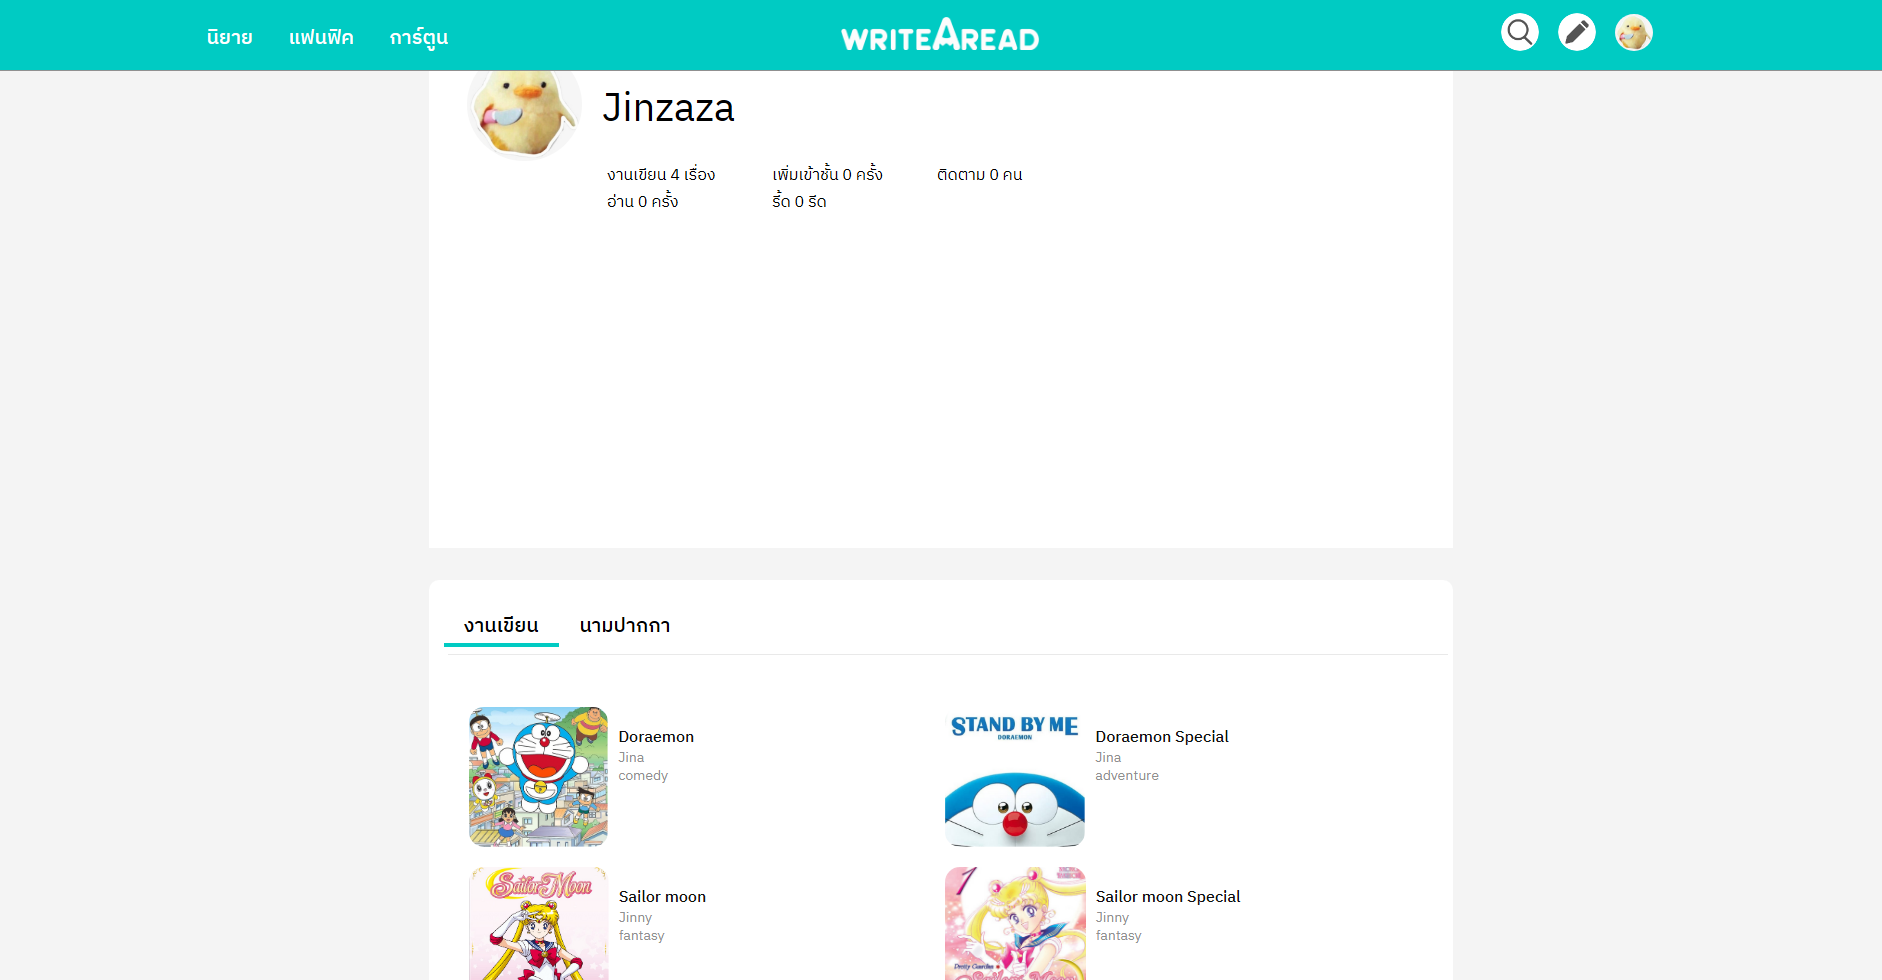 นิยาย แฟนฟิค การ์ตูน WRITEAREAD
Jinzaza
งานเขียน 4 เรื่อง เพิ่มเข้าชั้น 0 ครั้ง ติดตาม 0 คน
อ่าน 0 ครั้ง รี้ด 0 รีด
งานเขียน นามปากกา
STAND BY ME
DORAEMON
Doraemon
Jina
comedy
Doraemon Special
Jina
adventure
Sailor Moon
Sailor moon
Jinny
fantasy
1
Sailor moon Special
Jinny
fantasy
Pretty Guardian
Sailor Moon